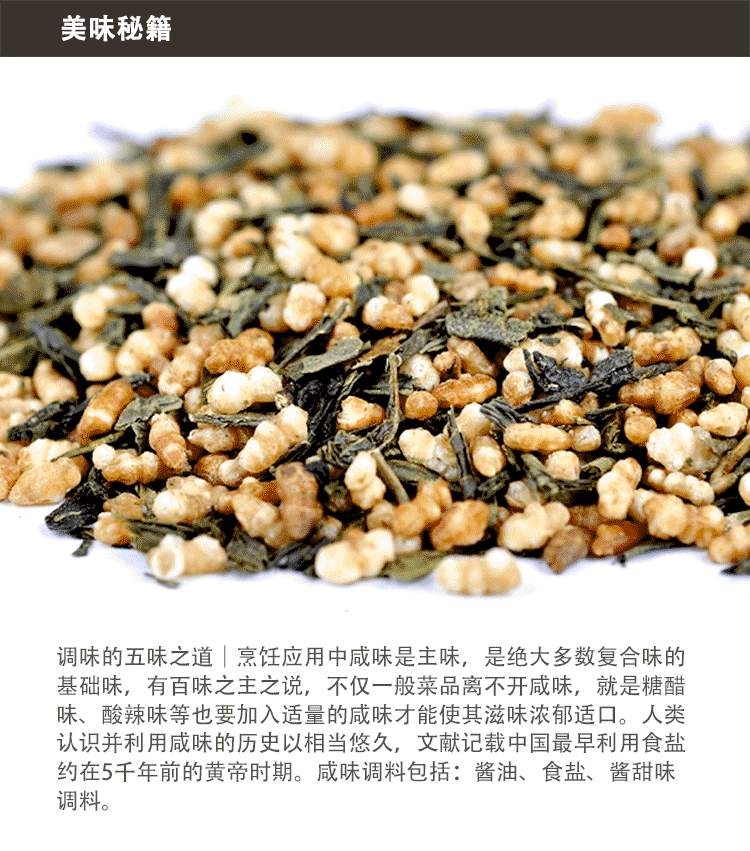 美味秘籍
调味的五味之道｜烹饪应用中咸味是主味，是绝大多数复合味的
基础味，有百味之主之说，不仅一般菜品离不开咸味，就是糖醋
味、酸辣味等也要加入适量的咸味才能使其滋味浓郁适口。人类
认识并利用咸味的历史以相当悠久，文献记载中国最早利用食盐
约在5千年前的黄帝时期。咸味调料包括：酱油、食盐、酱甜味
调料。